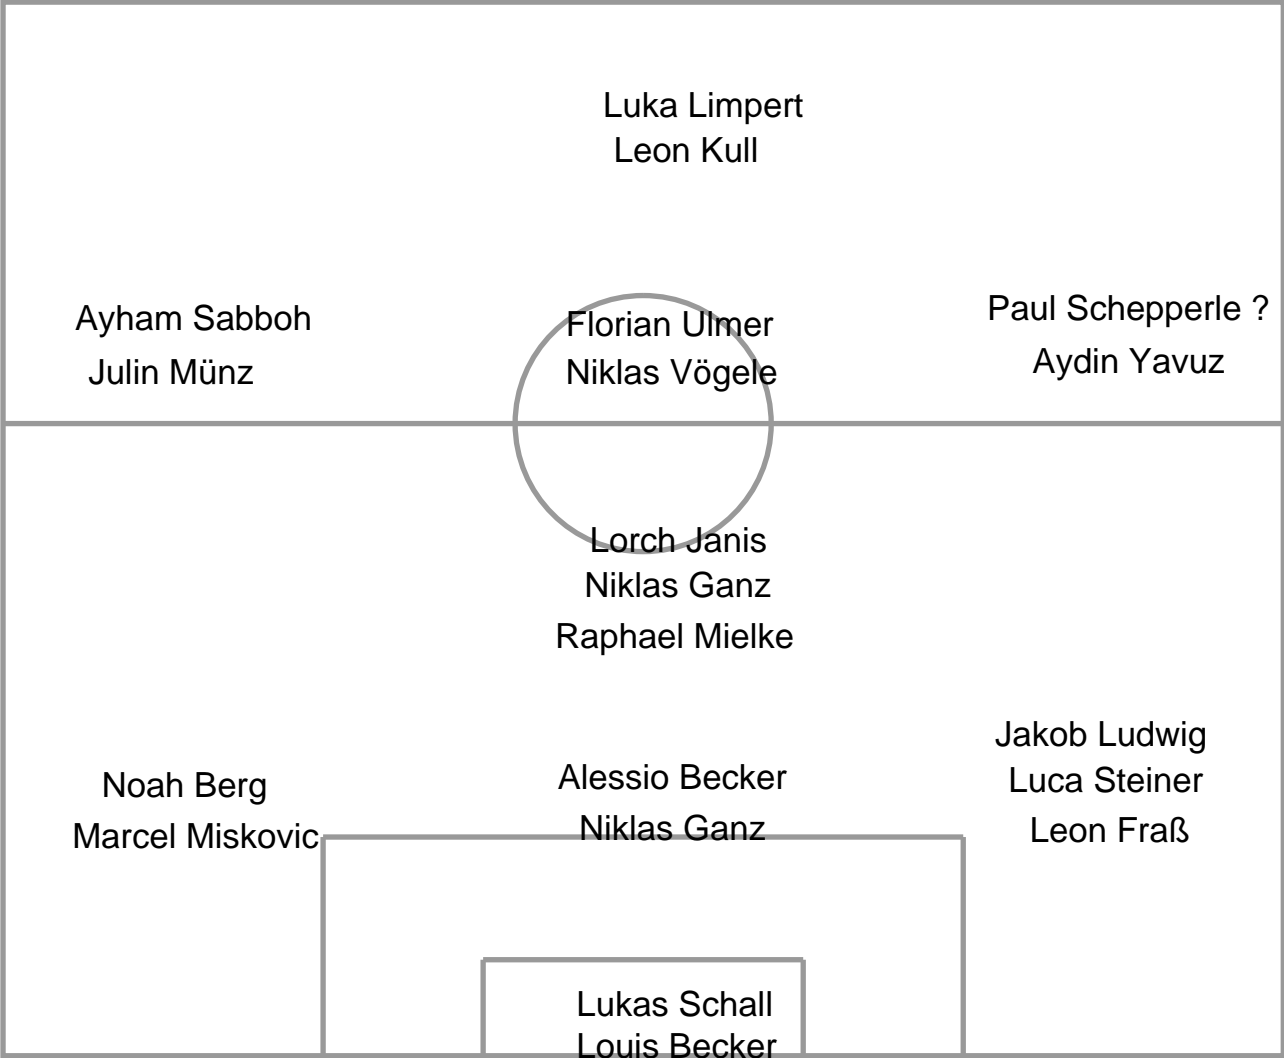 Luka Limpert
Leon Kull
Ayham Sabboh
Julin Münz
Florian Ulmer
Niklas Vögele
Paul Schepperle ?
Aydin Yavuz
Lorch Janis
Niklas Ganz
Raphael Mielke
Noah Berg
Marcel Miskovic
Alessio Becker
Niklas Ganz
Jakob Ludwig
Luca Steiner
Leon Fraß
Lukas Schall
Louis Becker